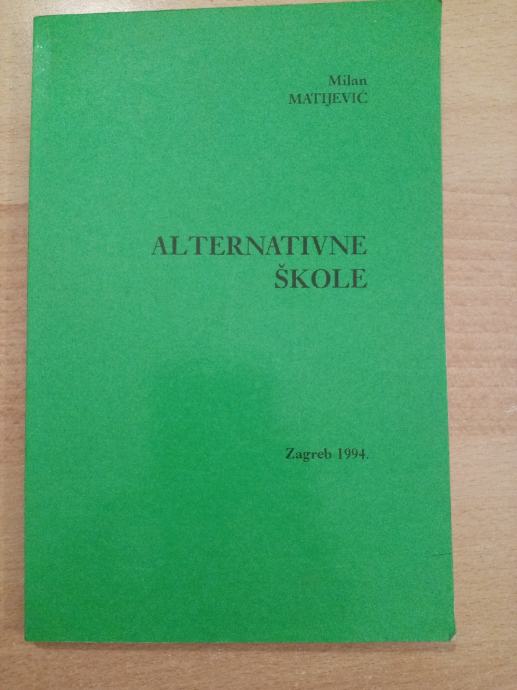 Milan
MATIJEVIĆ
ALTERNATIVNE
ŠKOLE
Zagreb 1994.